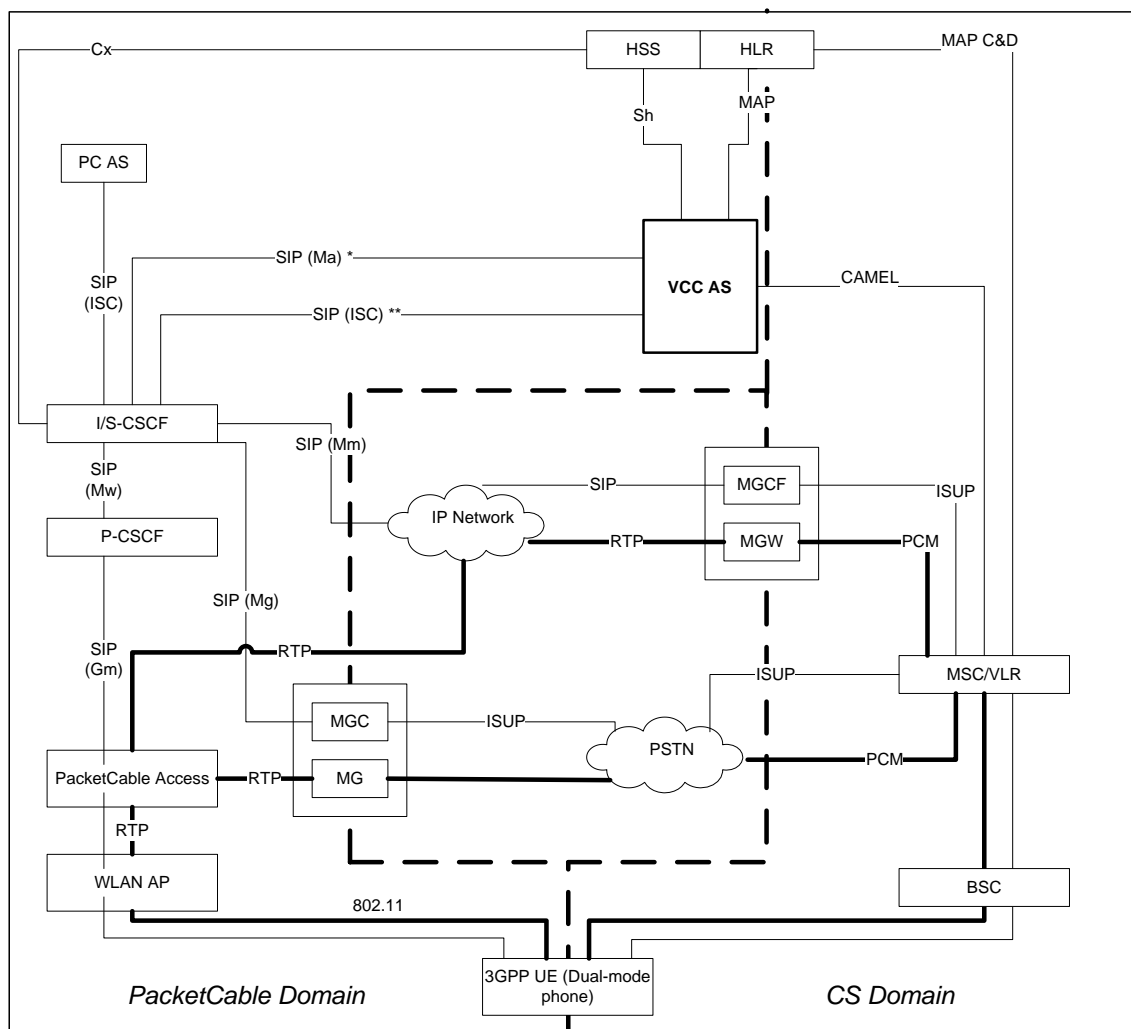 Cx
HSS
HLR
MAP C&D
Sh
MAP
PC AS
SIP
(ISC)
SIP (Ma) *
VCC AS
CAMEL
SIP (ISC) **
I/S-CSCF
SIP (Mm)
SIP
(Mw)
SIP
MGCF
ISUP
IP Network
P-CSCF
RTP
MGW
PCM
SIP (Mg)
SIP
(Gm)
RTP
ISUP
MSC/VLR
MGC
ISUP
PSTN
PCM
PacketCable Access
RTP
MG
RTP
WLAN AP
BSC
802.11
3GPP UE (Dual-mode
phone)
PacketCable Domain
CS Domain